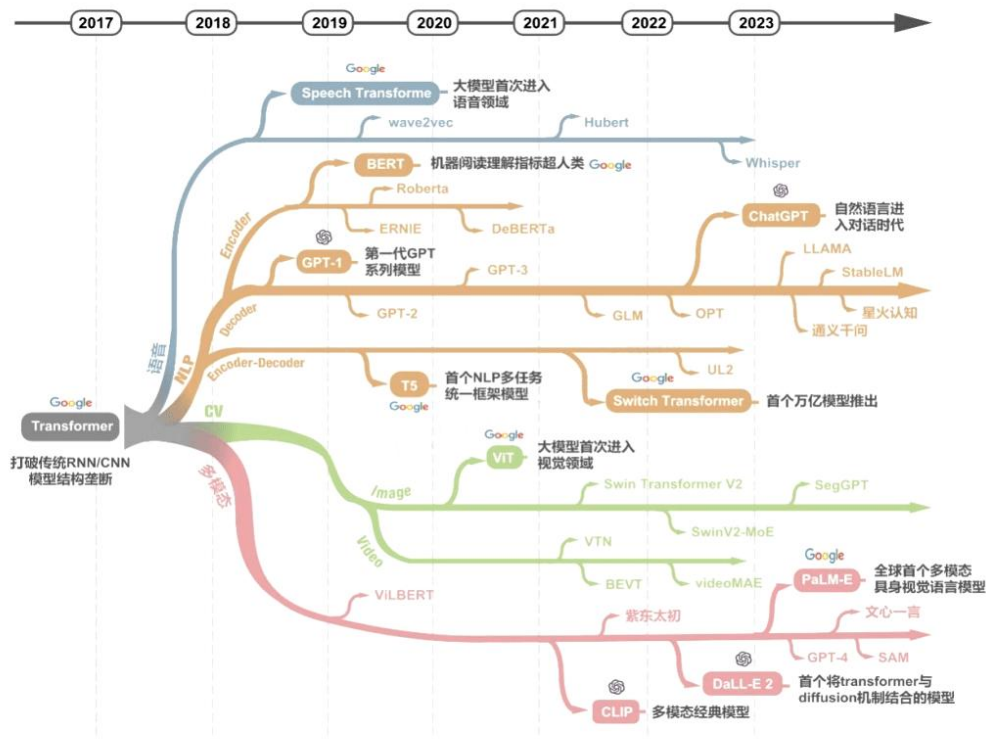 2017
2018
2019
2020
2021
2022
2023
Google
Speech Transforme
大模型首次进入
语音领域
wave2vec
Hubert
Whisper
语音
BERT
机器阅读理解指标超人类 Google
Roberta
ERNIE
DeBERTa
Encoder
ChatGPT
自然语言进
入对话时代
GPT-1
第一代GPT
系列模型
GPT-3
LLAMA
StableLM
Decoder
GPT-2
GLM
OPT
星火认知
通义千问
NLP
Encoder-Decoder
T5
Google
首个NLP多任务
统一框架模型
UL2
Google
Switch Transformer
首个万亿模型推出
Google
Transformer
打破传统RNN/CNN
模型结构垄断
CV
Google
ViT
大模型首次进入
视觉领域
Image
Swin Transformer V2
SegGPT
SwinV2-MoE
Video
VTN
BEVT
videoMAE
多模态
ViLBERT
紫东太初
Google
PaLM-E
全球首个多模态
具身视觉语言模型
文心一言
GPT-4
SAM
CLIP
多模态经典模型
DaLL-E 2
首个将transformer与
diffusion机制结合的模型